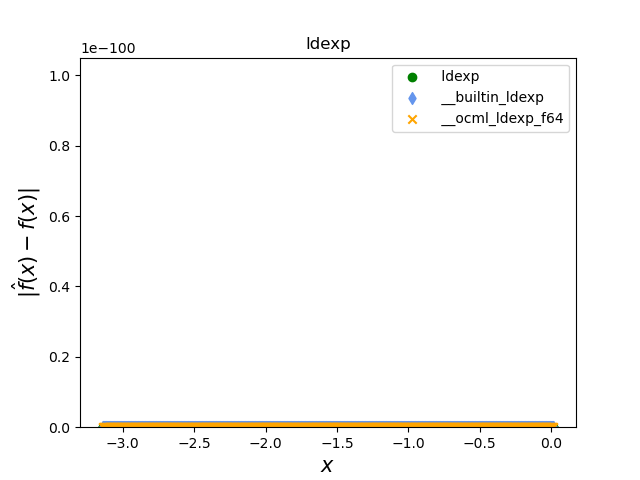 ldexp
1e−100
1.0
0.8
0.6
0.4
0.2
0.0
|f̂(x) − f(x)|
ldexp
__builtin_ldexp
__ocml_ldexp_f64
−3.0 −2.5 −2.0 −1.5 −1.0 −0.5 0.0
x